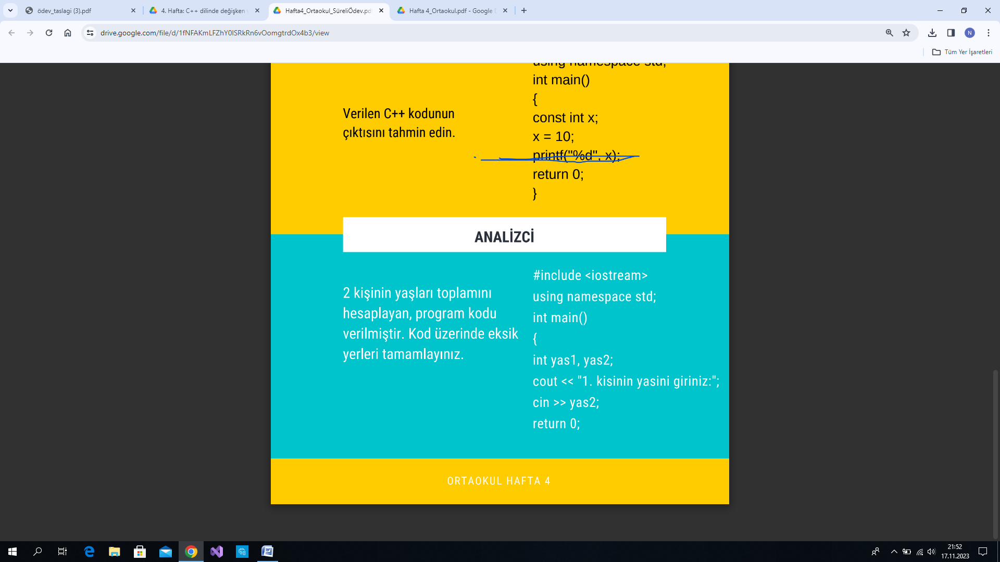 ödev_taslagi (3).pdf
4. Hafta: C++ dilinde değişken
Hafta4_Ortaokul_SüreliÖdev.pd
Hafta 4_Ortaokul.pdf - Google
drive.google.com/file/d/1fNFAKmLFZhY0lSRkRn6vOomgtrdOx4b3/view
N
Tüm Yer İşaretleri
using namespace std;
int main()
{
const int x;
x = 10;
printf("%d", x);
return 0;
}
Verilen C++ kodunun
çıktısını tahmin edin.
ANALİZCİ
2 kişinin yaşları toplamını
hesaplayan, program kodu
verilmiştir. Kod üzerinde eksik
yerleri tamamlayınız.
#include <iostream>
using namespace std;
int main()
{
int yas1, yas2;
cout << "1. kisinin yasini giriniz:";
cin >> yas2;
return 0;
ORTAOKUL HAFTA 4
21:52
17.11.2023